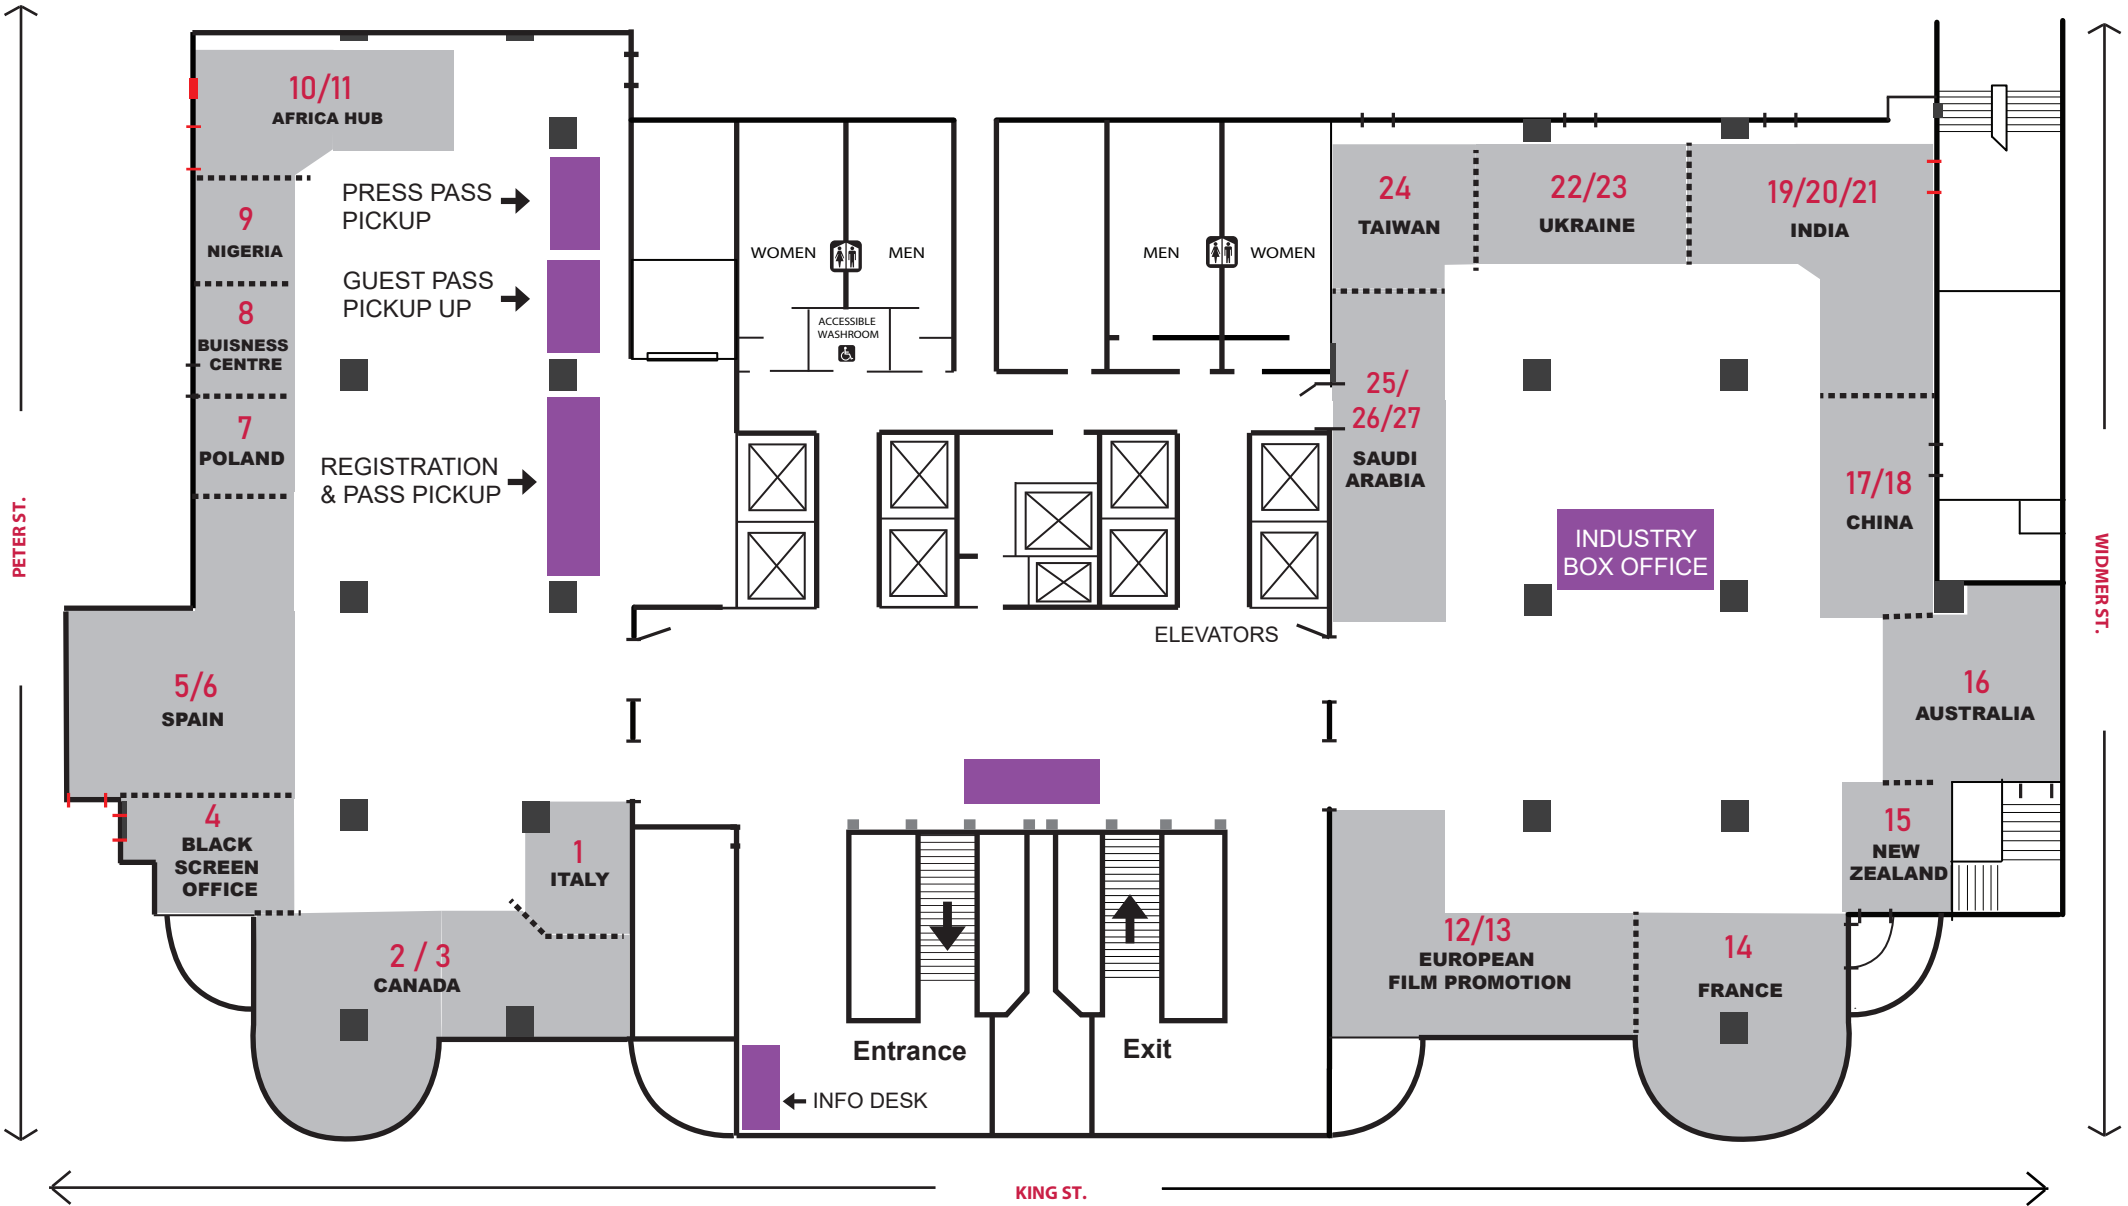 10/11
AFRICA HUB
9
NIGERIA
8
BUISNESS
CENTRE
7
POLAND
5/6
SPAIN
4
BLACK
SCREEN
OFFICE
2 / 3
CANADA
1
ITALY
PRESS PASS
PICKUP
GUEST PASS
PICKUP UP
REGISTRATION
& PASS PICKUP
WOMEN
MEN
ACCESSIBLE
WASHROOM
MEN
WOMEN
ELEVATORS
Entrance
Exit
INFO DESK
24
TAIWAN
22/23
UKRAINE
19/20/21
INDIA
25/
26/27
SAUDI
ARABIA
INDUSTRY
BOX OFFICE
17/18
CHINA
16
AUSTRALIA
15
NEW
ZEALAND
12/13
EUROPEAN
FILM PROMOTION
14
FRANCE
PETER ST.
WIDMER ST.
KING ST.